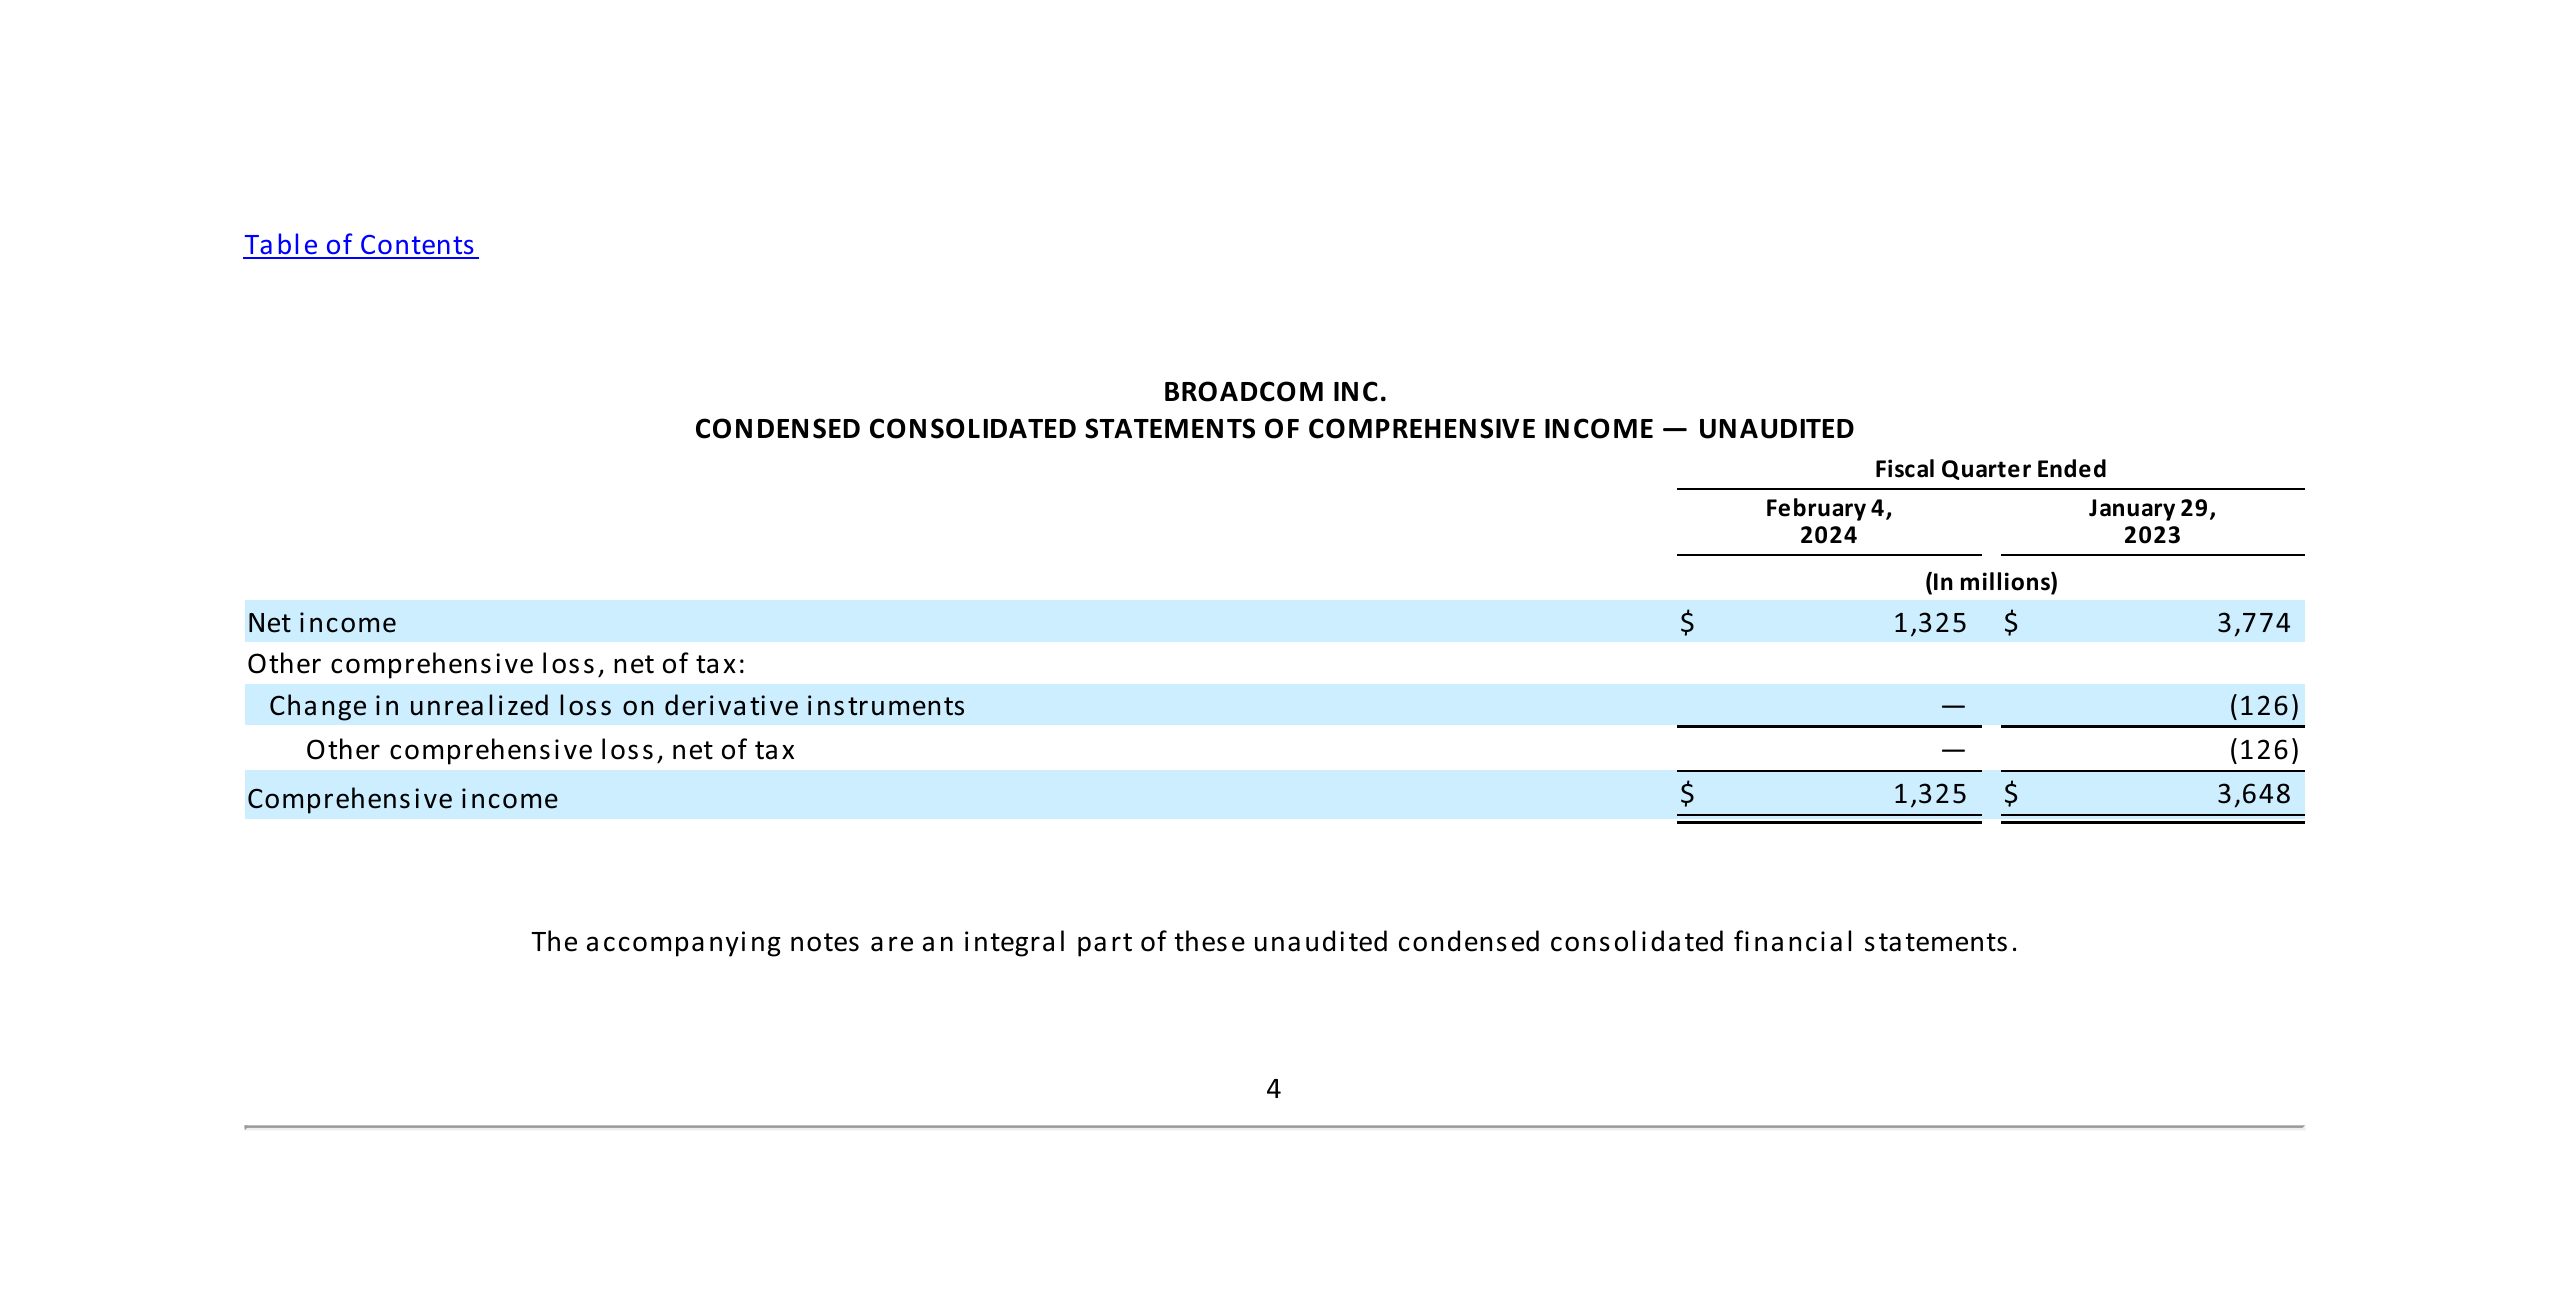 Table of Contents
BROADCOM INC.
CONDENSED CONSOLIDATED STATEMENTS OF COMPREHENSIVE INCOME — UNAUDITED
Fiscal Quarter Ended
February 4, 2024 January 29, 2023
(In millions)
Net income $ 1,325 $ 3,774
Other comprehensive loss, net of tax:
Change in unrealized loss on derivative instruments — (126)
Other comprehensive loss, net of tax — (126)
Comprehensive income $ 1,325 $ 3,648
The accompanying notes are an integral part of these unaudited condensed consolidated financial statements.
4